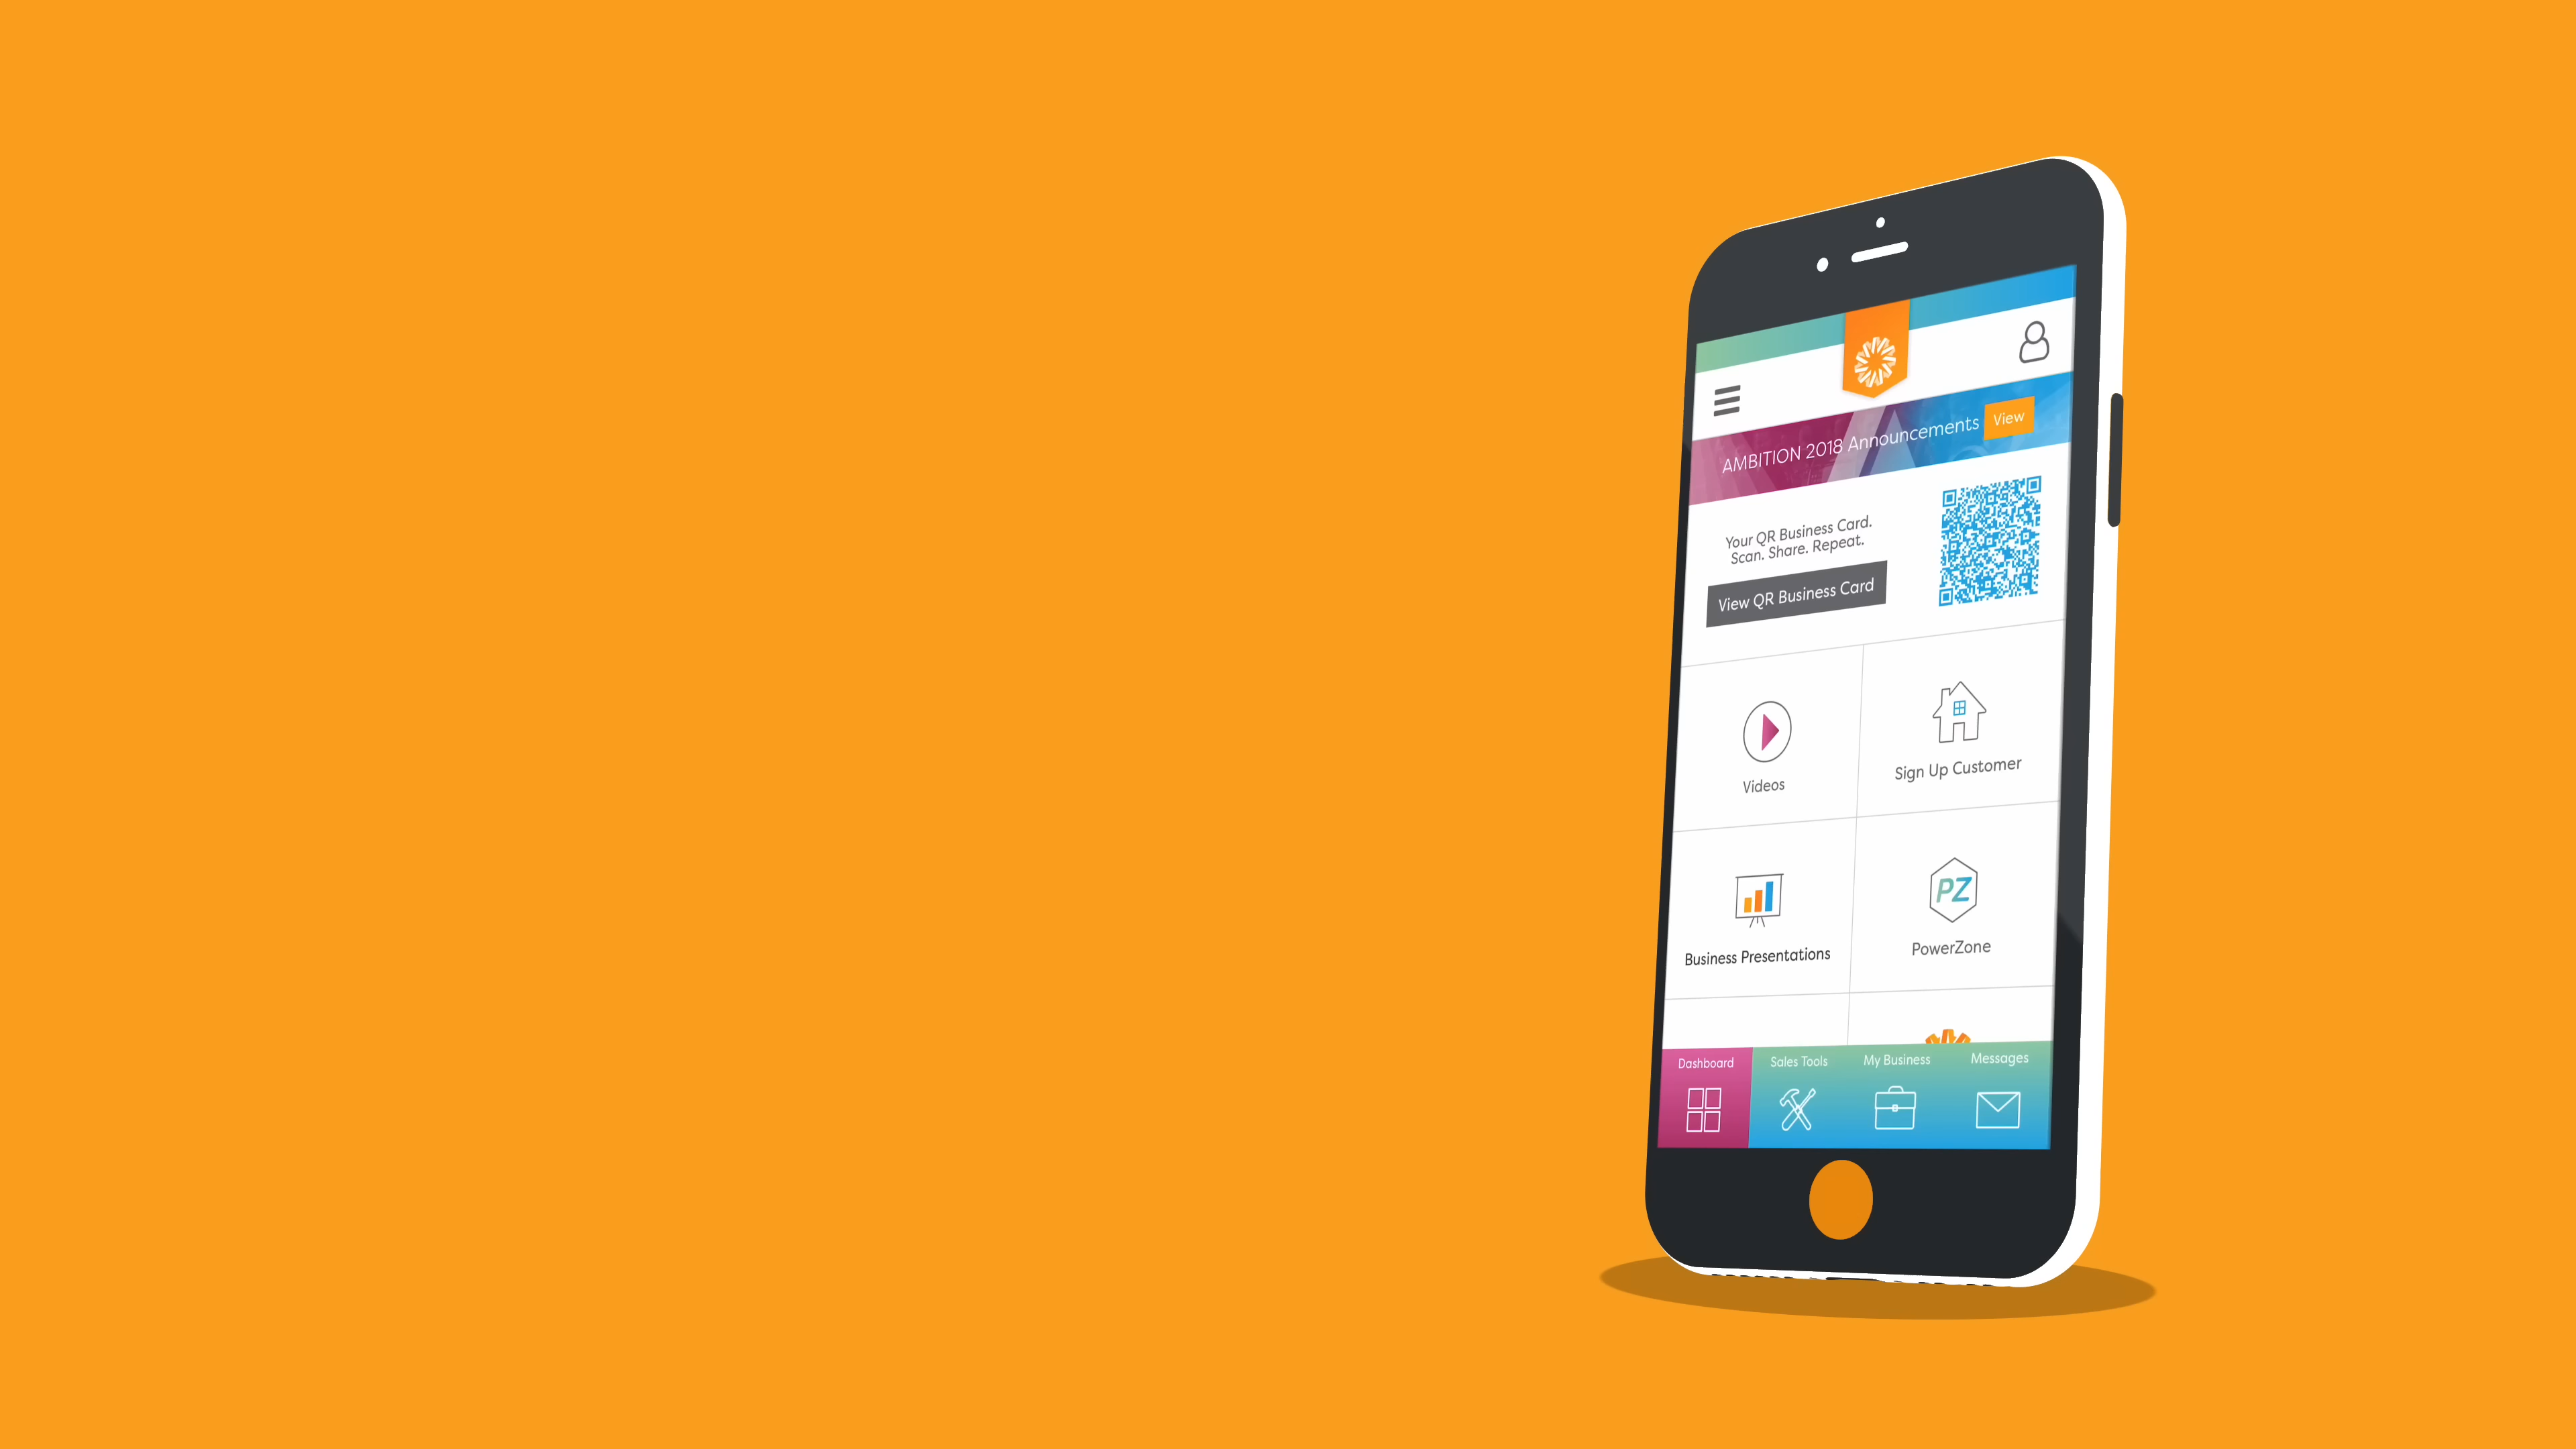 AMBITION 2018 Announcements View
Your QR Business Card.
Scan. Share. Repeat.
View QR Business Card
Videos
Sign Up Customer
PZ
Business Presentations
PowerZone
Dashboard
Sales Tools
My Business
Messages